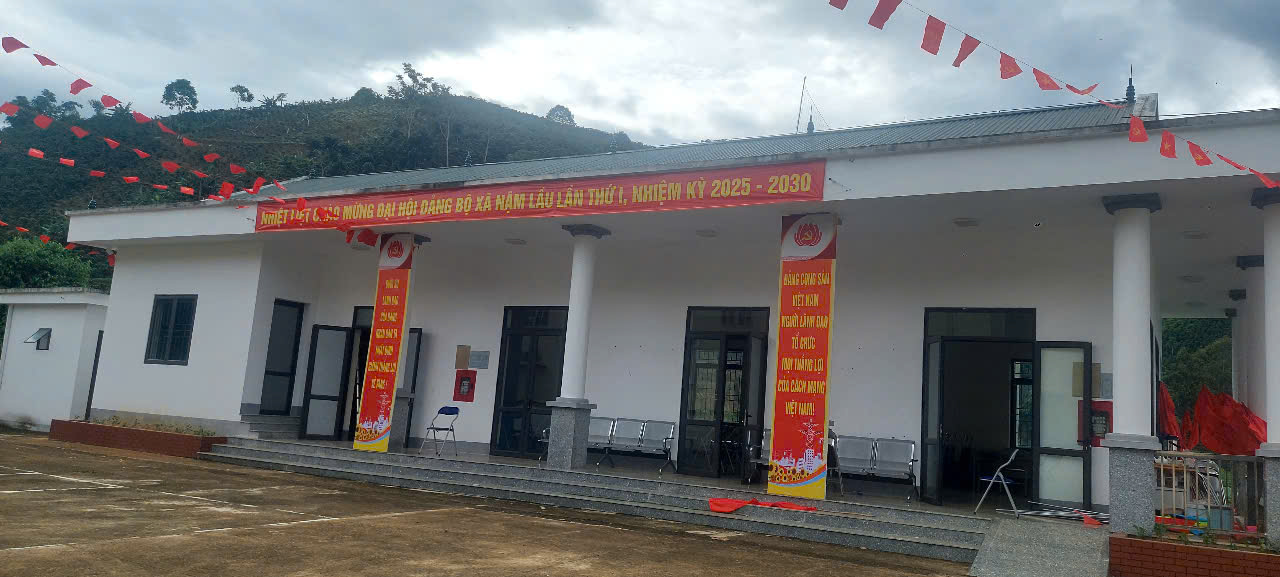 NHIỆT LIỆT CHÀO MỪNG ĐẠI HỘI ĐẢNG BỘ XÃ NẬM LẦU LẦN THỨ I, NHIỆM KỲ 2025 - 2030
ĐẢNG CỘNG SẢN
VIỆT NAM
NGƯỜI LÃNH ĐẠO
TỔ CHỨC
MỌI THẮNG LỢI
CỦA CÁCH MẠNG
VIỆT NAM!